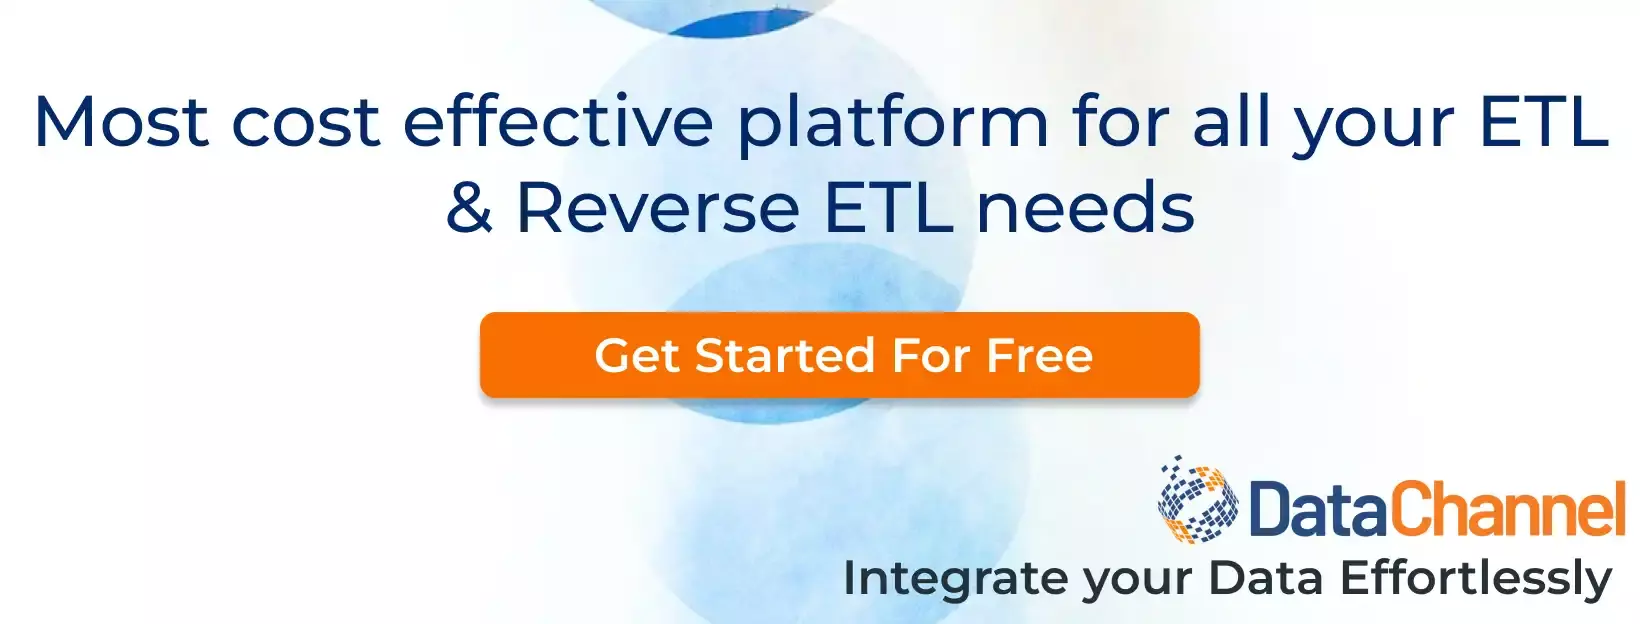 Most cost effective platform for all your ETL
& Reverse ETL needs
Get Started For Free
DataChannel
Integrate your Data Effortlessly